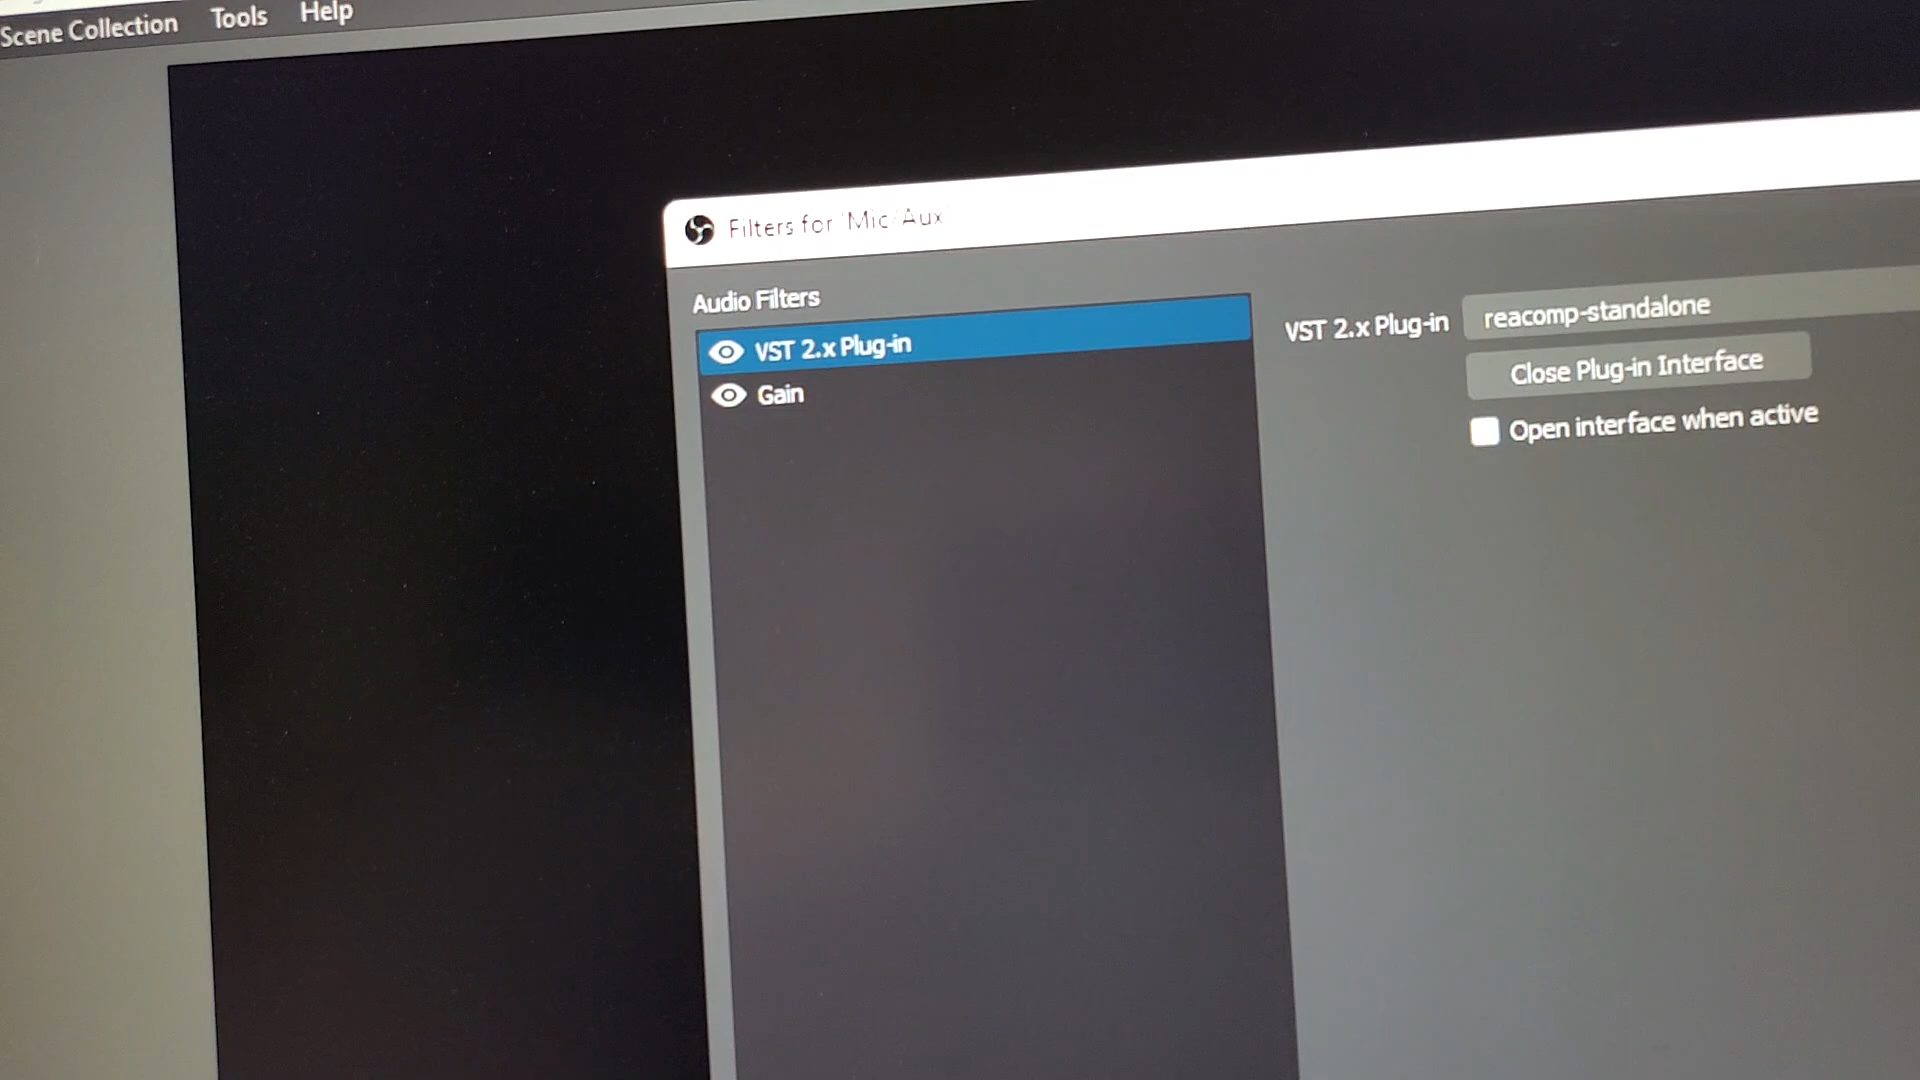 Scene Collection Tools Help
Filters for 'Mic/Aux'
Audio Filters
VST 2.x Plug-in
Gain
VST 2.x Plug-in reacomp-standalone
Close Plug-in Interface
Open interface when active